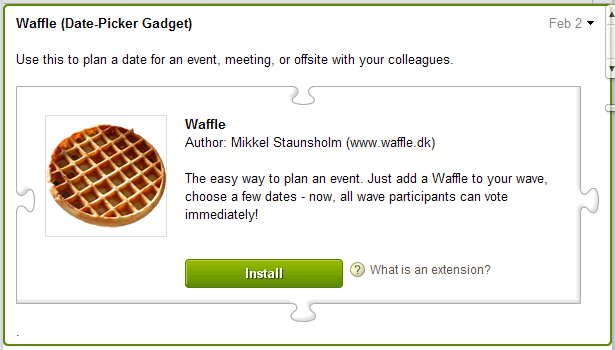 Waffle (Date-Picker Gadget)
Feb 2
Use this to plan a date for an event, meeting, or offsite with your colleagues.
Waffle
Author: Mikkel Staunsholm (www.waffle.dk)
The easy way to plan an event. Just add a Waffle to your wave,
choose a few dates - now, all wave participants can vote
immediately!
Install
? What is an extension?
.